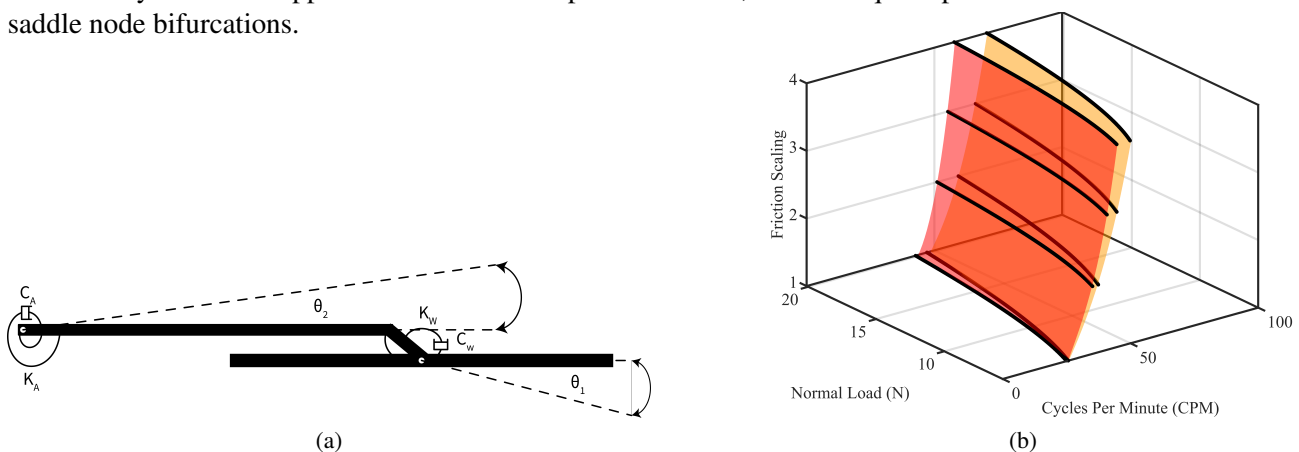 saddle node bifurcations.
C_A
K_A
θ_2
K_W
C_w
θ_1
(a)
Friction Scaling
4
3
2
1
20
15
10
Normal Load (N)
0
50
100
Cycles Per Minute (CPM)
(b)